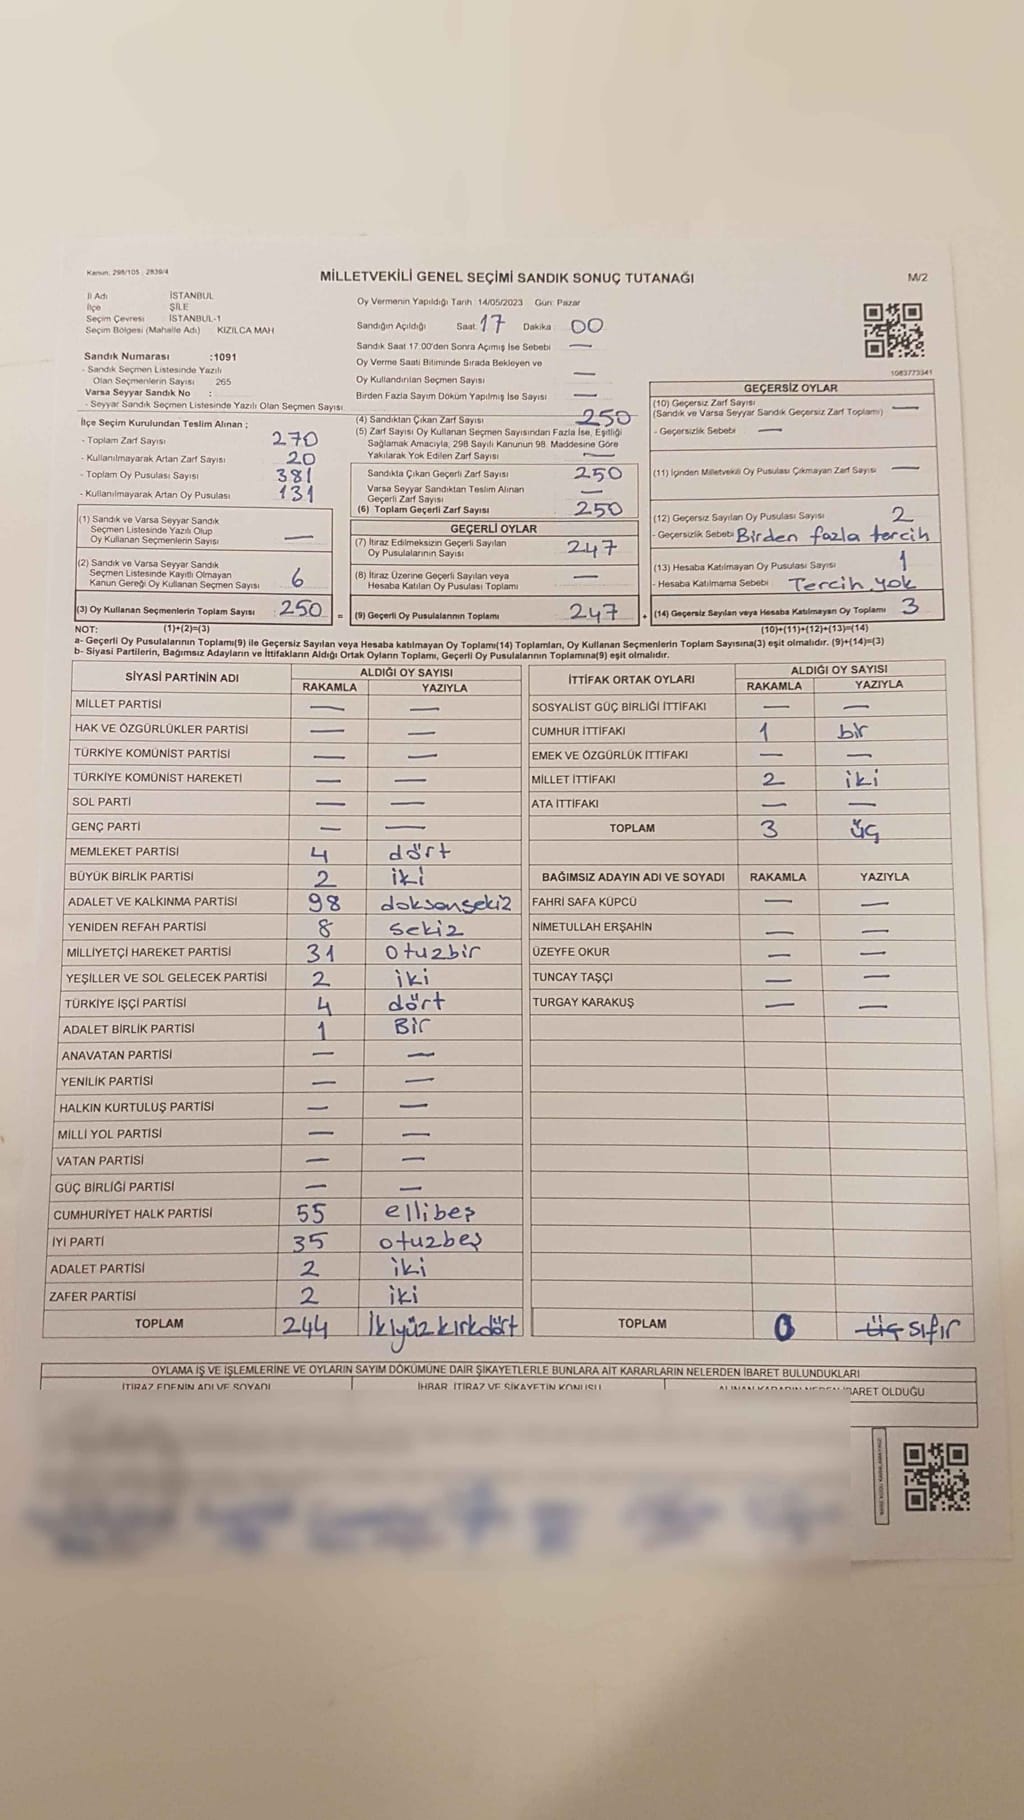 Kanun: 298/105 2839/4
MİLLETVEKİLİ GENEL SEÇİMİ SANDIK SONUÇ TUTANAĞI
M/2
İl Adı İSTANBUL
İlçe ŞİLE
Seçim Çevresi İSTANBUL-1
Seçim Bölgesi (Mahalle Adı) KIZILCA MAH
Sandık Numarası :1091
- Sandık Seçmen Listesinde Yazılı
Olan Seçmenlerin Sayısı 265
Varsa Seyyar Sandık No :
- Seyyar Sandık Seçmen Listesinde Yazılı Olan Seçmen Sayısı
İlçe Seçim Kurulundan Teslim Alınan ;
- Toplam Zarf Sayısı 270
- Kullanılmayarak Artan Zarf Sayısı 20
- Toplam Oy Pusulası Sayısı 381
- Kullanılmayarak Artan Oy Pusulası 131
(1) Sandık ve Varsa Seyyar Sandık
Seçmen Listesinde Yazılı Olup
Oy Kullanan Seçmenlerin Sayısı —
(2) Sandık ve Varsa Seyyar Sandık
Seçmen Listesinde Kayıtlı Olmayan
Kanun Gereği Oy Kullanan Seçmen Sayısı 6
(3) Oy Kullanan Seçmenlerin Toplam Sayısı 250 =
Oy Vermenin Yapıldığı Tarih 14/05/2023 Gün: Pazar
Sandığın Açıldığı Saat: 17 Dakika 00
Sandık Saat 17:00'den Sonra Açımış İse Sebebi —
Oy Verme Saati Bitiminde Sırada Bekleyen ve
Oy Kullandırılan Seçmen Sayısı —
Birden Fazla Sayım Döküm Yapılmış İse Sayısı —
(4) Sandıktan Çıkan Zarf Sayısı 250
(5) Zarf Sayısı Oy Kullanan Seçmen Sayısından Fazla İse, Eşitliği
Sağlamak Amacıyla, 298 Sayılı Kanunun 98. Maddesine Göre
Yakılarak Yok Edilen Zarf Sayısı —
Sandıkta Çıkan Geçerli Zarf Sayısı 250
Varsa Seyyar Sandıktan Teslim Alınan
Geçerli Zarf Sayısı —
(6) Toplam Geçerli Zarf Sayısı 250
GEÇERLİ OYLAR
(7) İtiraz Edilmeksizin Geçerli Sayılan
Oy Pusulalarının Sayısı 247
(8) İtiraz Üzerine Geçerli Sayılan veya
Hesaba Katılan Oy Pusulası Toplamı —
(9) Geçerli Oy Pusulalarının Toplamı 247 +
1083773341
GEÇERSİZ OYLAR
(10) Geçersiz Zarf Sayısı
(Sandık ve Varsa Seyyar Sandık Geçersiz Zarf Toplamı) —
- Geçersizlik Sebebi —
(11) İçinden Milletvekili Oy Pusulası Çıkmayan Zarf Sayısı —
(12) Geçersiz Sayılan Oy Pusulası Sayısı 2
- Geçersizlik Sebebi Birden fazla tercih
(13) Hesaba Katılmayan Oy Pusulası Sayısı 1
- Hesaba Katılmama Sebebi Tercih yok
(14) Geçersiz Sayılan veya Hesaba Katılmayan Oy Toplamı 3
NOT: (1)+(2)=(3) (10)+(11)+(12)+(13)=(14)
a- Geçerli Oy Pusulalarının Toplamı(9) ile Geçersiz Sayılan veya Hesaba katılmayan Oy Toplamı(14) Toplamları, Oy Kullanan Seçmenlerin Toplam Sayısına(3) eşit olmalıdır. (9)+(14)=(3)
b- Siyasi Partilerin, Bağımsız Adayların ve İttifakların Aldığı Ortak Oyların Toplamı, Geçerli Oy Pusulalarının Toplamına(9) eşit olmalıdır.
SİYASİ PARTİNİN ADI ALDIĞI OY SAYISI
RAKAMLA YAZIYLA
MİLLET PARTİSİ — —
HAK VE ÖZGÜRLÜKLER PARTİSİ — —
TÜRKİYE KOMÜNİST PARTİSİ — —
TÜRKİYE KOMÜNİST HAREKETİ — —
SOL PARTİ — —
GENÇ PARTİ — —
MEMLEKET PARTİSİ 4 dört
BÜYÜK BİRLİK PARTİSİ 2 iki
ADALET VE KALKINMA PARTİSİ 98 doksansekiz
YENİDEN REFAH PARTİSİ 8 sekiz
MİLLİYETÇİ HAREKET PARTİSİ 31 otuzbir
YEŞİLLER VE SOL GELECEK PARTİSİ 2 iki
TÜRKİYE İŞÇİ PARTİSİ 4 dört
ADALET BİRLİK PARTİSİ 1 Bir
ANAVATAN PARTİSİ — —
YENİLİK PARTİSİ — —
HALKIN KURTULUŞ PARTİSİ — —
MİLLİ YOL PARTİSİ — —
VATAN PARTİSİ — —
GÜÇ BİRLİĞİ PARTİSİ — —
CUMHURİYET HALK PARTİSİ 55 ellibeş
İYİ PARTİ 35 otuzbeş
ADALET PARTİSİ 2 iki
ZAFER PARTİSİ 2 iki
TOPLAM 244 İkiyüzkırkdört
İTTİFAK ORTAK OYLARI ALDIĞI OY SAYISI
RAKAMLA YAZIYLA
SOSYALİST GÜÇ BİRLİĞİ İTTİFAKI — —
CUMHUR İTTİFAKI 1 bir
EMEK VE ÖZGÜRLÜK İTTİFAKI — —
MİLLET İTTİFAKI 2 iki
ATA İTTİFAKI — —
TOPLAM 3 üç
BAĞIMSIZ ADAYIN ADI VE SOYADI RAKAMLA YAZIYLA
FAHRİ SAFA KÜPCÜ — —
NİMETULLAH ERŞAHİN — —
ÜZEYFE OKUR — —
TUNCAY TAŞÇI — —
TURGAY KARAKUŞ — —
TOPLAM 0 üç sıfır
OYLAMA İŞ VE İŞLEMLERİNE VE OYLARIN SAYIM DÖKÜMÜNE DAİR ŞİKAYETLERLE BUNLARA AİT KARARLARIN NELERDEN İBARET BULUNDUKLARI
İTİRAZ EDENİN ADI VE SOYADI İHBAR, İTİRAZ VE ŞİKAYETİN KONUSU ALINAN KARARIN NEDEN İBARET OLDUĞU